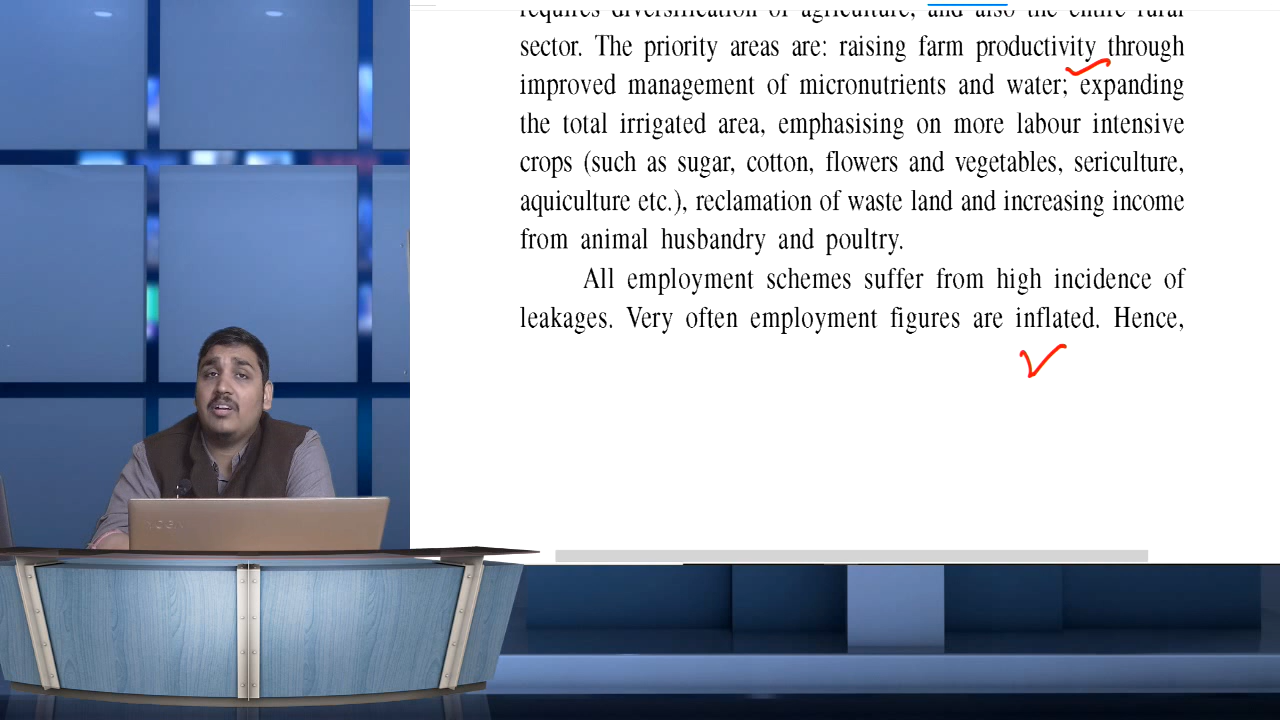 requires diversification of agriculture, and also the entire rural
sector. The priority areas are: raising farm productivity through
improved management of micronutrients and water; expanding
the total irrigated area, emphasising on more labour intensive
crops (such as sugar, cotton, flowers and vegetables, sericulture,
aquiculture etc.), reclamation of waste land and increasing income
from animal husbandry and poultry.
All employment schemes suffer from high incidence of
leakages. Very often employment figures are inflated. Hence,